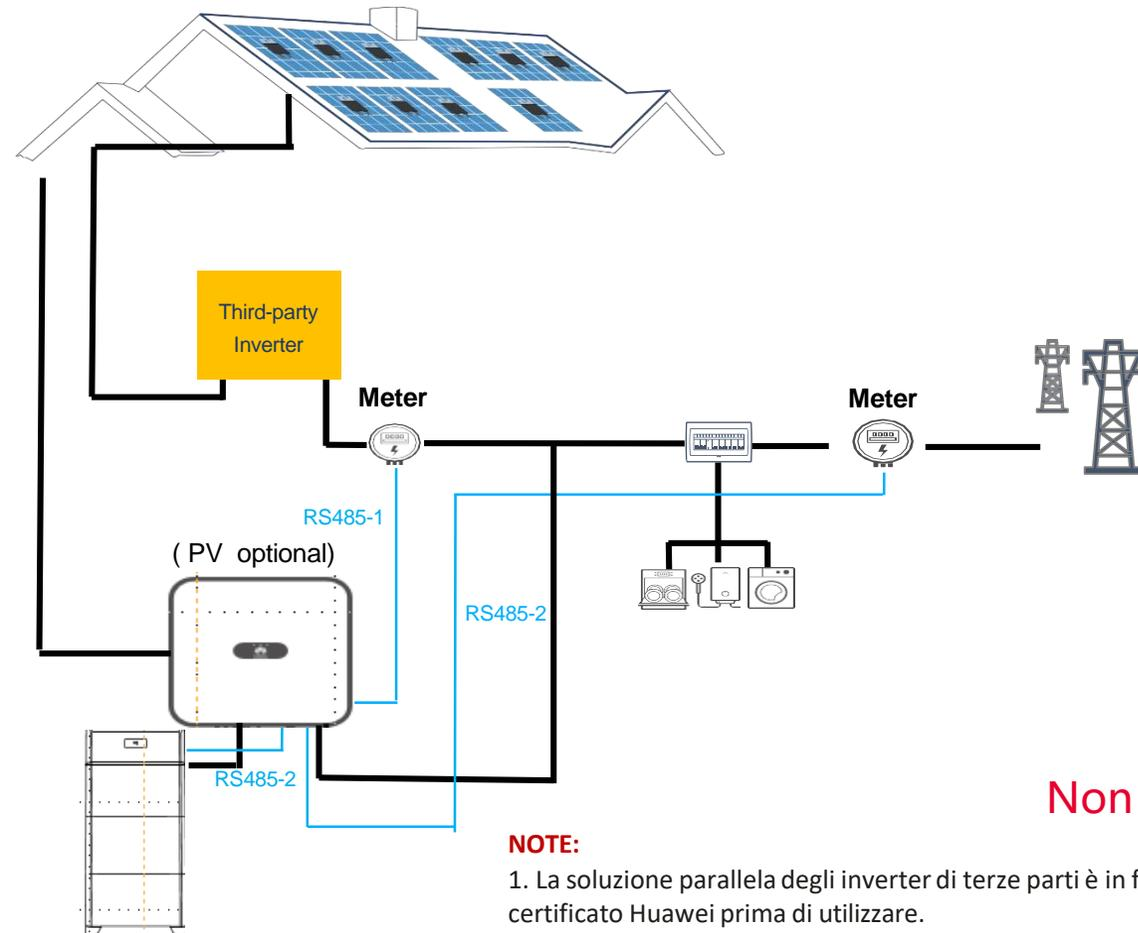 Third-party
Inverter
Meter
Meter
RS485-1
( PV optional)
RS485-2
RS485-2
Non
NOTE:
1. La soluzione parallela degli inverter di terze parti è in f
certificato Huawei prima di utilizzare.